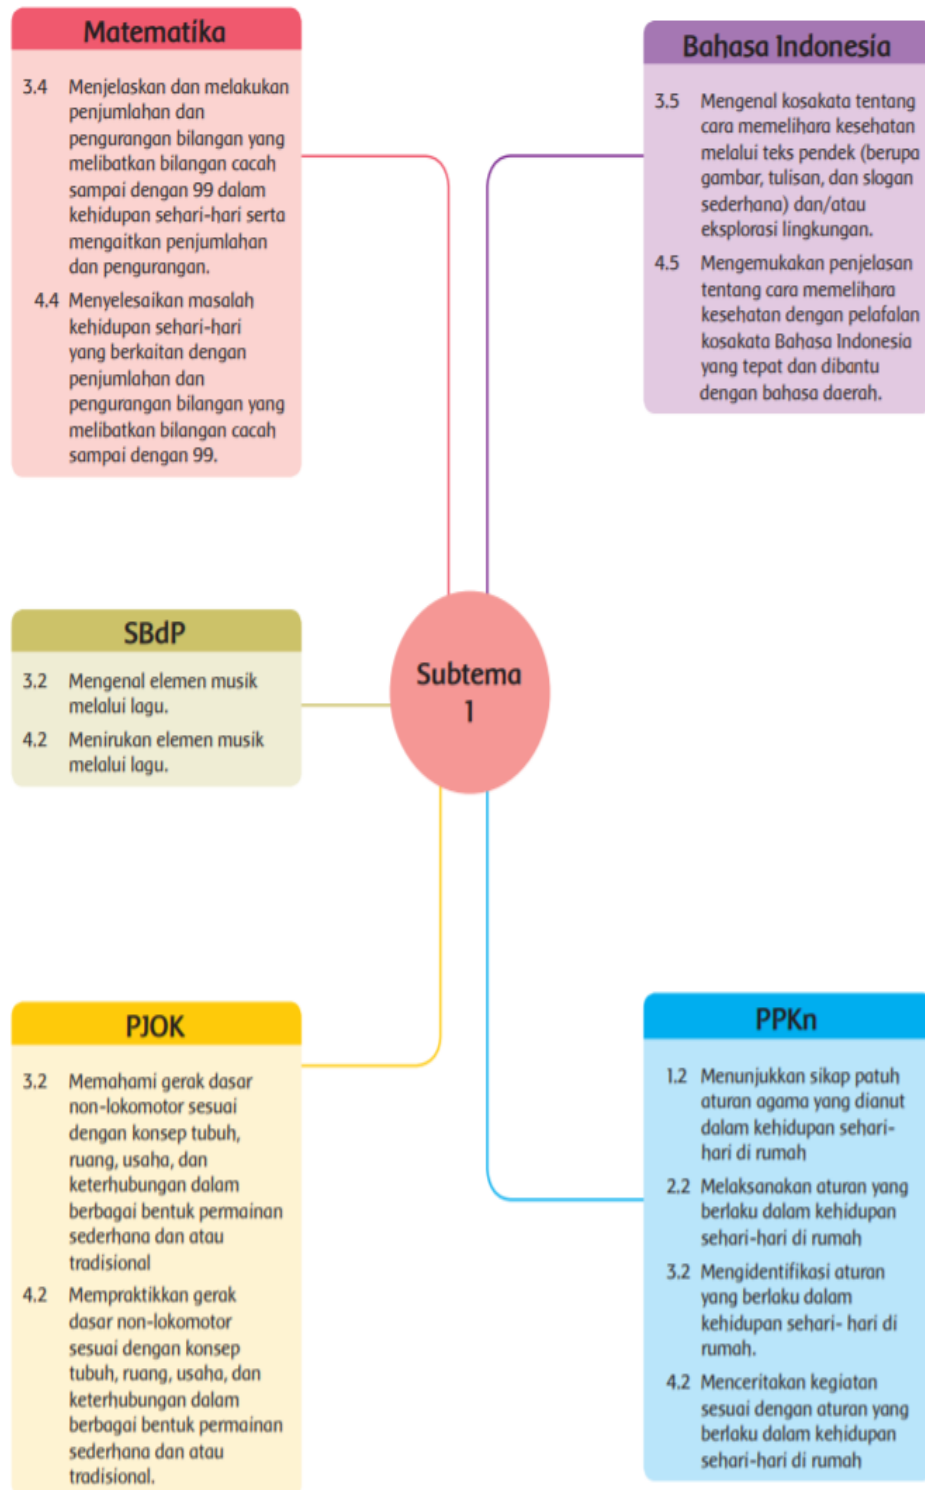 Matematika
3.4 Menjelaskan dan melakukan
penjumlahan dan
pengurangan bilangan yang
melibatkan bilangan cacah
sampai dengan 99 dalam
kehidupan sehari-hari serta
mengaitkan penjumlahan
dan pengurangan.
4.4 Menyelesaikan masalah
kehidupan sehari-hari
yang berkaitan dengan
penjumlahan dan
pengurangan bilangan yang
melibatkan bilangan cacah
sampai dengan 99.
Bahasa Indonesia
3.5 Mengenal kosakata tentang
cara memelihara kesehatan
melalui teks pendek (berupa
gambar, tulisan, dan slogan
sederhana) dan/atau
eksplorasi lingkungan.
4.5 Mengemukakan penjelasan
tentang cara memelihara
kesehatan dengan pelafalan
kosakata Bahasa Indonesia
yang tepat dan dibantu
dengan bahasa daerah.
SBdP
3.2 Mengenal elemen musik
melalui lagu.
4.2 Menirukan elemen musik
melalui lagu.
Subtema
1
PJOK
3.2 Memahami gerak dasar
non-lokomotor sesuai
dengan konsep tubuh,
ruang, usaha, dan
keterhubungan dalam
berbagai bentuk permainan
sederhana dan atau
tradisional
4.2 Mempraktikkan gerak
dasar non-lokomotor
sesuai dengan konsep
tubuh, ruang, usaha, dan
keterhubungan dalam
berbagai bentuk permainan
sederhana dan atau
tradisional.
PPKn
1.2 Menunjukkan sikap patuh
aturan agama yang dianut
dalam kehidupan sehari-
hari di rumah
2.2 Melaksanakan aturan yang
berlaku dalam kehidupan
sehari-hari di rumah
3.2 Mengidentifikasi aturan
yang berlaku dalam
kehidupan sehari- hari di
rumah.
4.2 Menceritakan kegiatan
sesuai dengan aturan yang
berlaku dalam kehidupan
sehari-hari di rumah